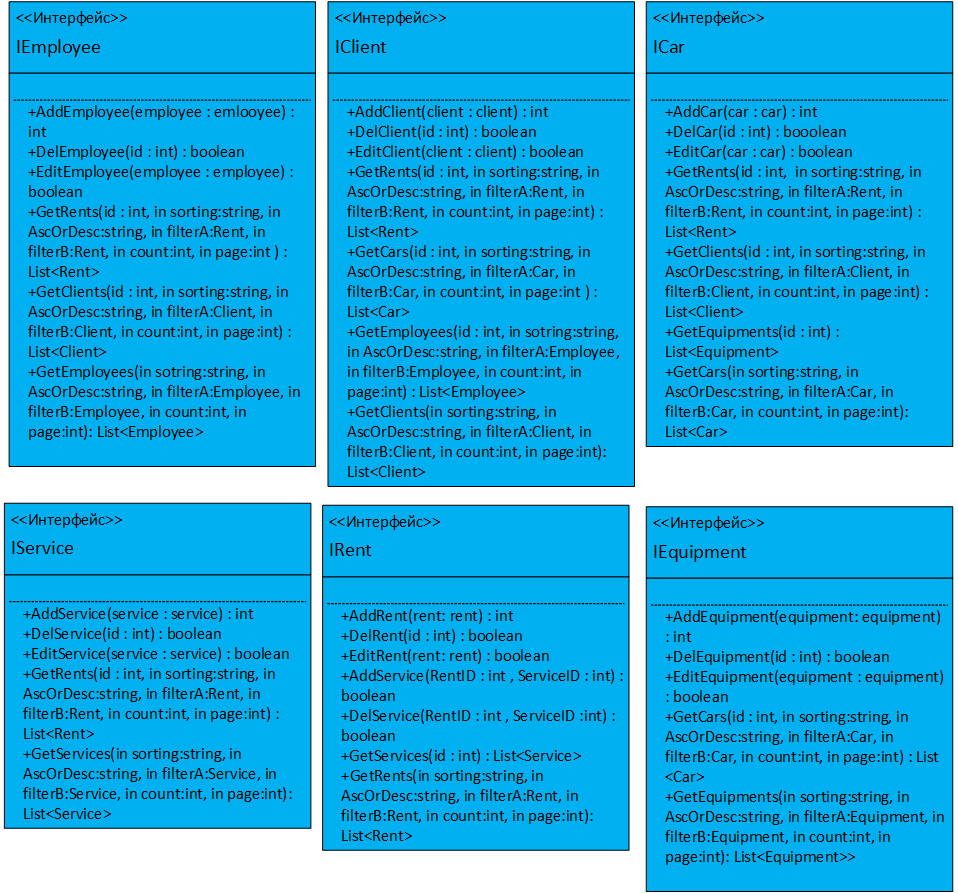 <<Интерфейс>>
IEmployee
+AddEmployee(employee : emlooyee) :
int
+DelEmployee(id : int) : boolean
+EditEmployee(employee : employee) :
boolean
+GetRents(id : int, in sorting:string, in
AscOrDesc:string, in filterA:Rent, in
filterB:Rent, in count:int, in page:int ) :
List<Rent>
+GetClients(id : int, in sorting:string, in
AscOrDesc:string, in filterA:Client, in
filterB:Client, in count:int, in page:int) :
List<Client>
+GetEmployees(in sotring:string, in
AscOrDesc:string, in filterA:Employee, in
filterB:Employee, in count:int, in
page:int): List<Employee>
<<Интерфейс>>
IClient
+AddClient(client : client) : int
+DelClient(id : int) : boolean
+EditClient(client : client) : boolean
+GetRents(id : int, in sorting:string, in
AscOrDesc:string, in filterA:Rent, in
filterB:Rent, in count:int, in page:int) :
List<Rent>
+GetCars(id : int, in sorting:string, in
AscOrDesc:string, in filterA:Car, in
filterB:Car, in count:int, in page:int ) :
List<Car>
+GetEmployees(id : int, in sotring:string,
in AscOrDesc:string, in filterA:Employee,
in filterB:Employee, in count:int, in
page:int) : List<Employee>
+GetClients(in sorting:string, in
AscOrDesc:string, in filterA:Client, in
filterB:Client, in count:int, in page:int):
List<Client>
<<Интерфейс>>
ICar
+AddCar(car : car) : int
+DelCar(id : int) : booolean
+EditCar(car : car) : boolean
+GetRents(id : int,  in sorting:string, in
AscOrDesc:string, in filterA:Rent, in
filterB:Rent, in count:int, in page:int) :
List<Rent>
+GetClients(id : int, in sorting:string, in
AscOrDesc:string, in filterA:Client, in
filterB:Client, in count:int, in page:int) :
List<Client>
+GetEquipments(id : int) :
List<Equipment>
+GetCars(in sorting:string, in
AscOrDesc:string, in filterA:Car, in
filterB:Car, in count:int, in page:int):
List<Car>
<<Интерфейс>>
IService
+AddService(service : service) : int
+DelService(id : int) : boolean
+EditService(service : service) : boolean
+GetRents(id : int, in sorting:string, in
AscOrDesc:string, in filterA:Rent, in
filterB:Rent, in count:int, in page:int) :
List<Rent>
+GetServices(in sorting:string, in
AscOrDesc:string, in filterA:Service, in
filterB:Service, in count:int, in page:int):
List<Service>
<<Интерфейс>>
IRent
+AddRent(rent: rent) : int
+DelRent(id : int) : boolean
+EditRent(rent: rent) : boolean
+AddService(RentID : int , ServiceID : int) :
boolean
+DelService(RentID : int , ServiceID :int) :
boolean
+GetServices(id : int) : List<Service>
+GetRents(in sorting:string, in
AscOrDesc:string, in filterA:Rent, in
filterB:Rent, in count:int, in page:int):
List<Rent>
<<Интерфейс>>
IEquipment
+AddEquipment(equipment: equipment)
: int
+DelEquipment(id : int) : boolean
+EditEquipment(equipment : equipment)
: boolean
+GetCars(id : int, in sorting:string, in
AscOrDesc:string, in filterA:Car, in
filterB:Car, in count:int, in page:int) : List
<Car>
+GetEquipments(in sorting:string, in
AscOrDesc:string, in filterA:Equipment, in
filterB:Equipment, in count:int, in
page:int): List<Equipment>>